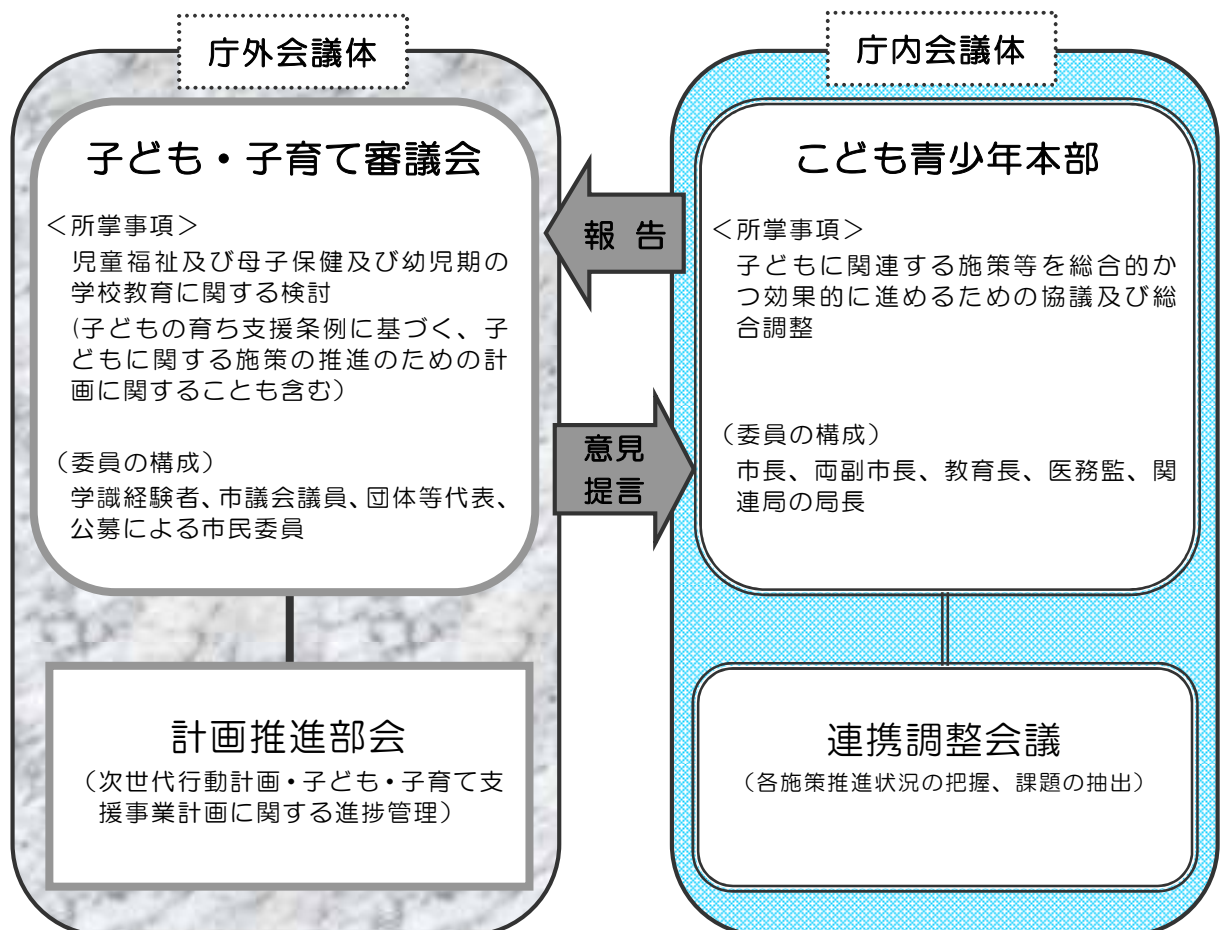 庁外会議体
子ども・子育て審議会
＜所掌事項＞
児童福祉及び母子保健及び幼児期の
学校教育に関する検討
(子どもの育ち支援条例に基づく、子
どもに関する施策の推進のための計
画に関することも含む）
（委員の構成）
学識経験者、市議会議員、団体等代表、
公募による市民委員
計画推進部会
（次世代行動計画・子ども・子育て支
援事業計画に関する進捗管理）
報 告
意見
提言
庁内会議体
こども青少年本部
＜所掌事項＞
子どもに関連する施策等を総合的か
つ効果的に進めるための協議及び総
合調整
（委員の構成）
市長、両副市長、教育長、医務監、関
連局の局長
連携調整会議
（各施策推進状況の把握、課題の抽出）